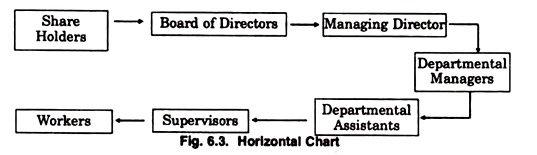 Share
Holders
Board of Directors
Managing Director
Departmental
Managers
Departmental
Assistants
Supervisors
Workers
Fig. 6.3. Horizontal Chart